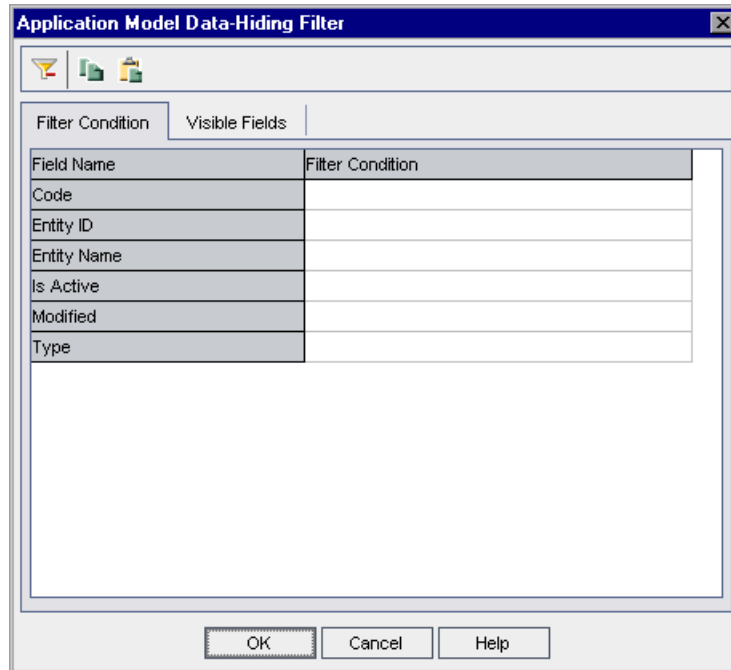 Application Model Data-Hiding Filter
Filter Condition Visible Fields
Field Name Filter Condition
Code
Entity ID
Entity Name
Is Active
Modified
Type
OK Cancel Help